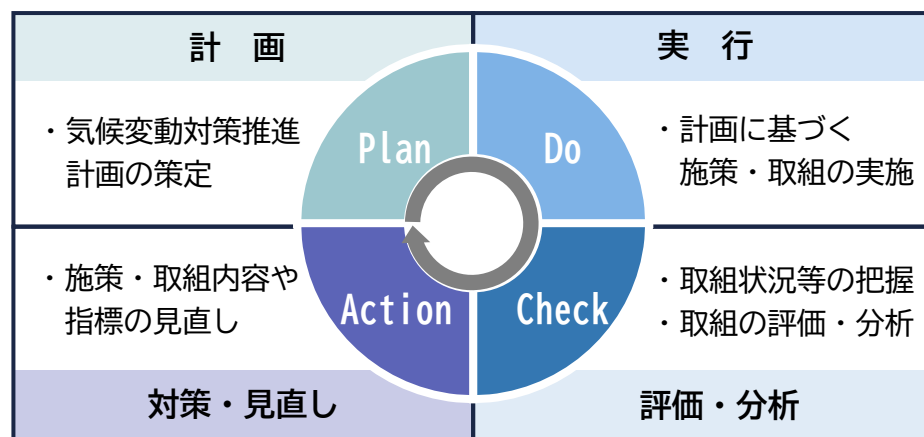 計　画
・気候変動対策推進
計画の策定
Plan
実　行
Do
・計画に基づく
施策・取組の実施
・施策・取組内容や
指標の見直し
Action
対策・見直し
Check
・取組状況等の把握
・取組の評価・分析
評価・分析